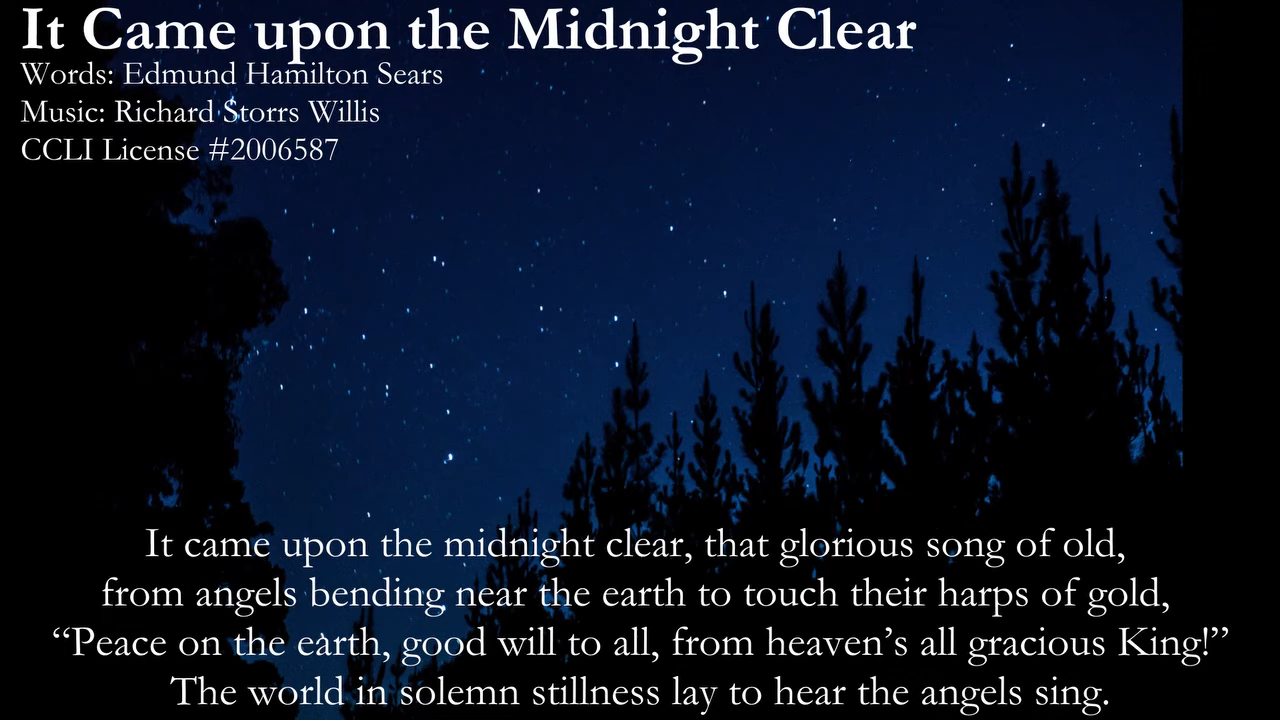 It Came upon the Midnight Clear
Words: Edmund Hamilton Sears
Music: Richard Storrs Willis
CCLI License #2006587
It came upon the midnight clear, that glorious song of old,
from angels bending near the earth to touch their harps of gold,
“Peace on the earth, good will to all, from heaven’s all gracious King!”
The world in solemn stillness lay to hear the angels sing.